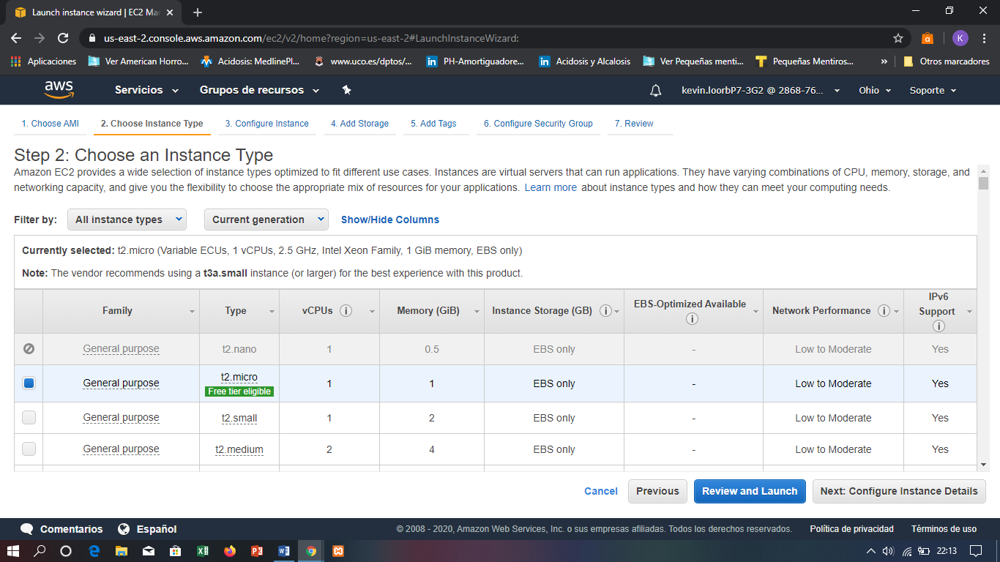 Launch instance wizard | EC2 Ma
us-east-2.console.aws.amazon.com/ec2/v2/home?region=us-east-2#LaunchInstanceWizard:
K
Aplicaciones
Ver American Horro...
Acidosis: MedlinePl...
www.uco.es/dptos/...
PH-Amortiguadore...
Acidosis y Alcalosis
Ver Pequeñas menti...
Pequeñas Mentiros...
»
Otros marcadores
aws
Servicios
Grupos de recursos
kevin.loorbP7-3G2 @ 2868-76...
Ohio
Soporte
1. Choose AMI
2. Choose Instance Type
3. Configure Instance
4. Add Storage
5. Add Tags
6. Configure Security Group
7. Review
Step 2: Choose an Instance Type
Amazon EC2 provides a wide selection of instance types optimized to fit different use cases. Instances are virtual servers that can run applications. They have varying combinations of CPU, memory, storage, and
networking capacity, and give you the flexibility to choose the appropriate mix of resources for your applications. Learn more about instance types and how they can meet your computing needs.
Filter by: All instance types Current generation Show/Hide Columns
Currently selected: t2.micro (Variable ECUs, 1 vCPUs, 2.5 GHz, Intel Xeon Family, 1 GiB memory, EBS only)
Note: The vendor recommends using a t3a.small instance (or larger) for the best experience with this product.
Family
Type
vCPUs
Memory (GiB)
Instance Storage (GB)
EBS-Optimized Available
Network Performance
IPv6
Support
General purpose t2.nano 1 0.5 EBS only - Low to Moderate Yes
General purpose t2.micro 1 1 EBS only - Low to Moderate Yes
Free tier eligible
General purpose t2.small 1 2 EBS only - Low to Moderate Yes
General purpose t2.medium 2 4 EBS only - Low to Moderate Yes
Cancel Previous Review and Launch Next: Configure Instance Details
Comentarios
Español
© 2008 - 2020, Amazon Web Services, Inc. o sus empresas afiliadas. Todos los derechos reservados.
Política de privacidad
Términos de uso
22:13